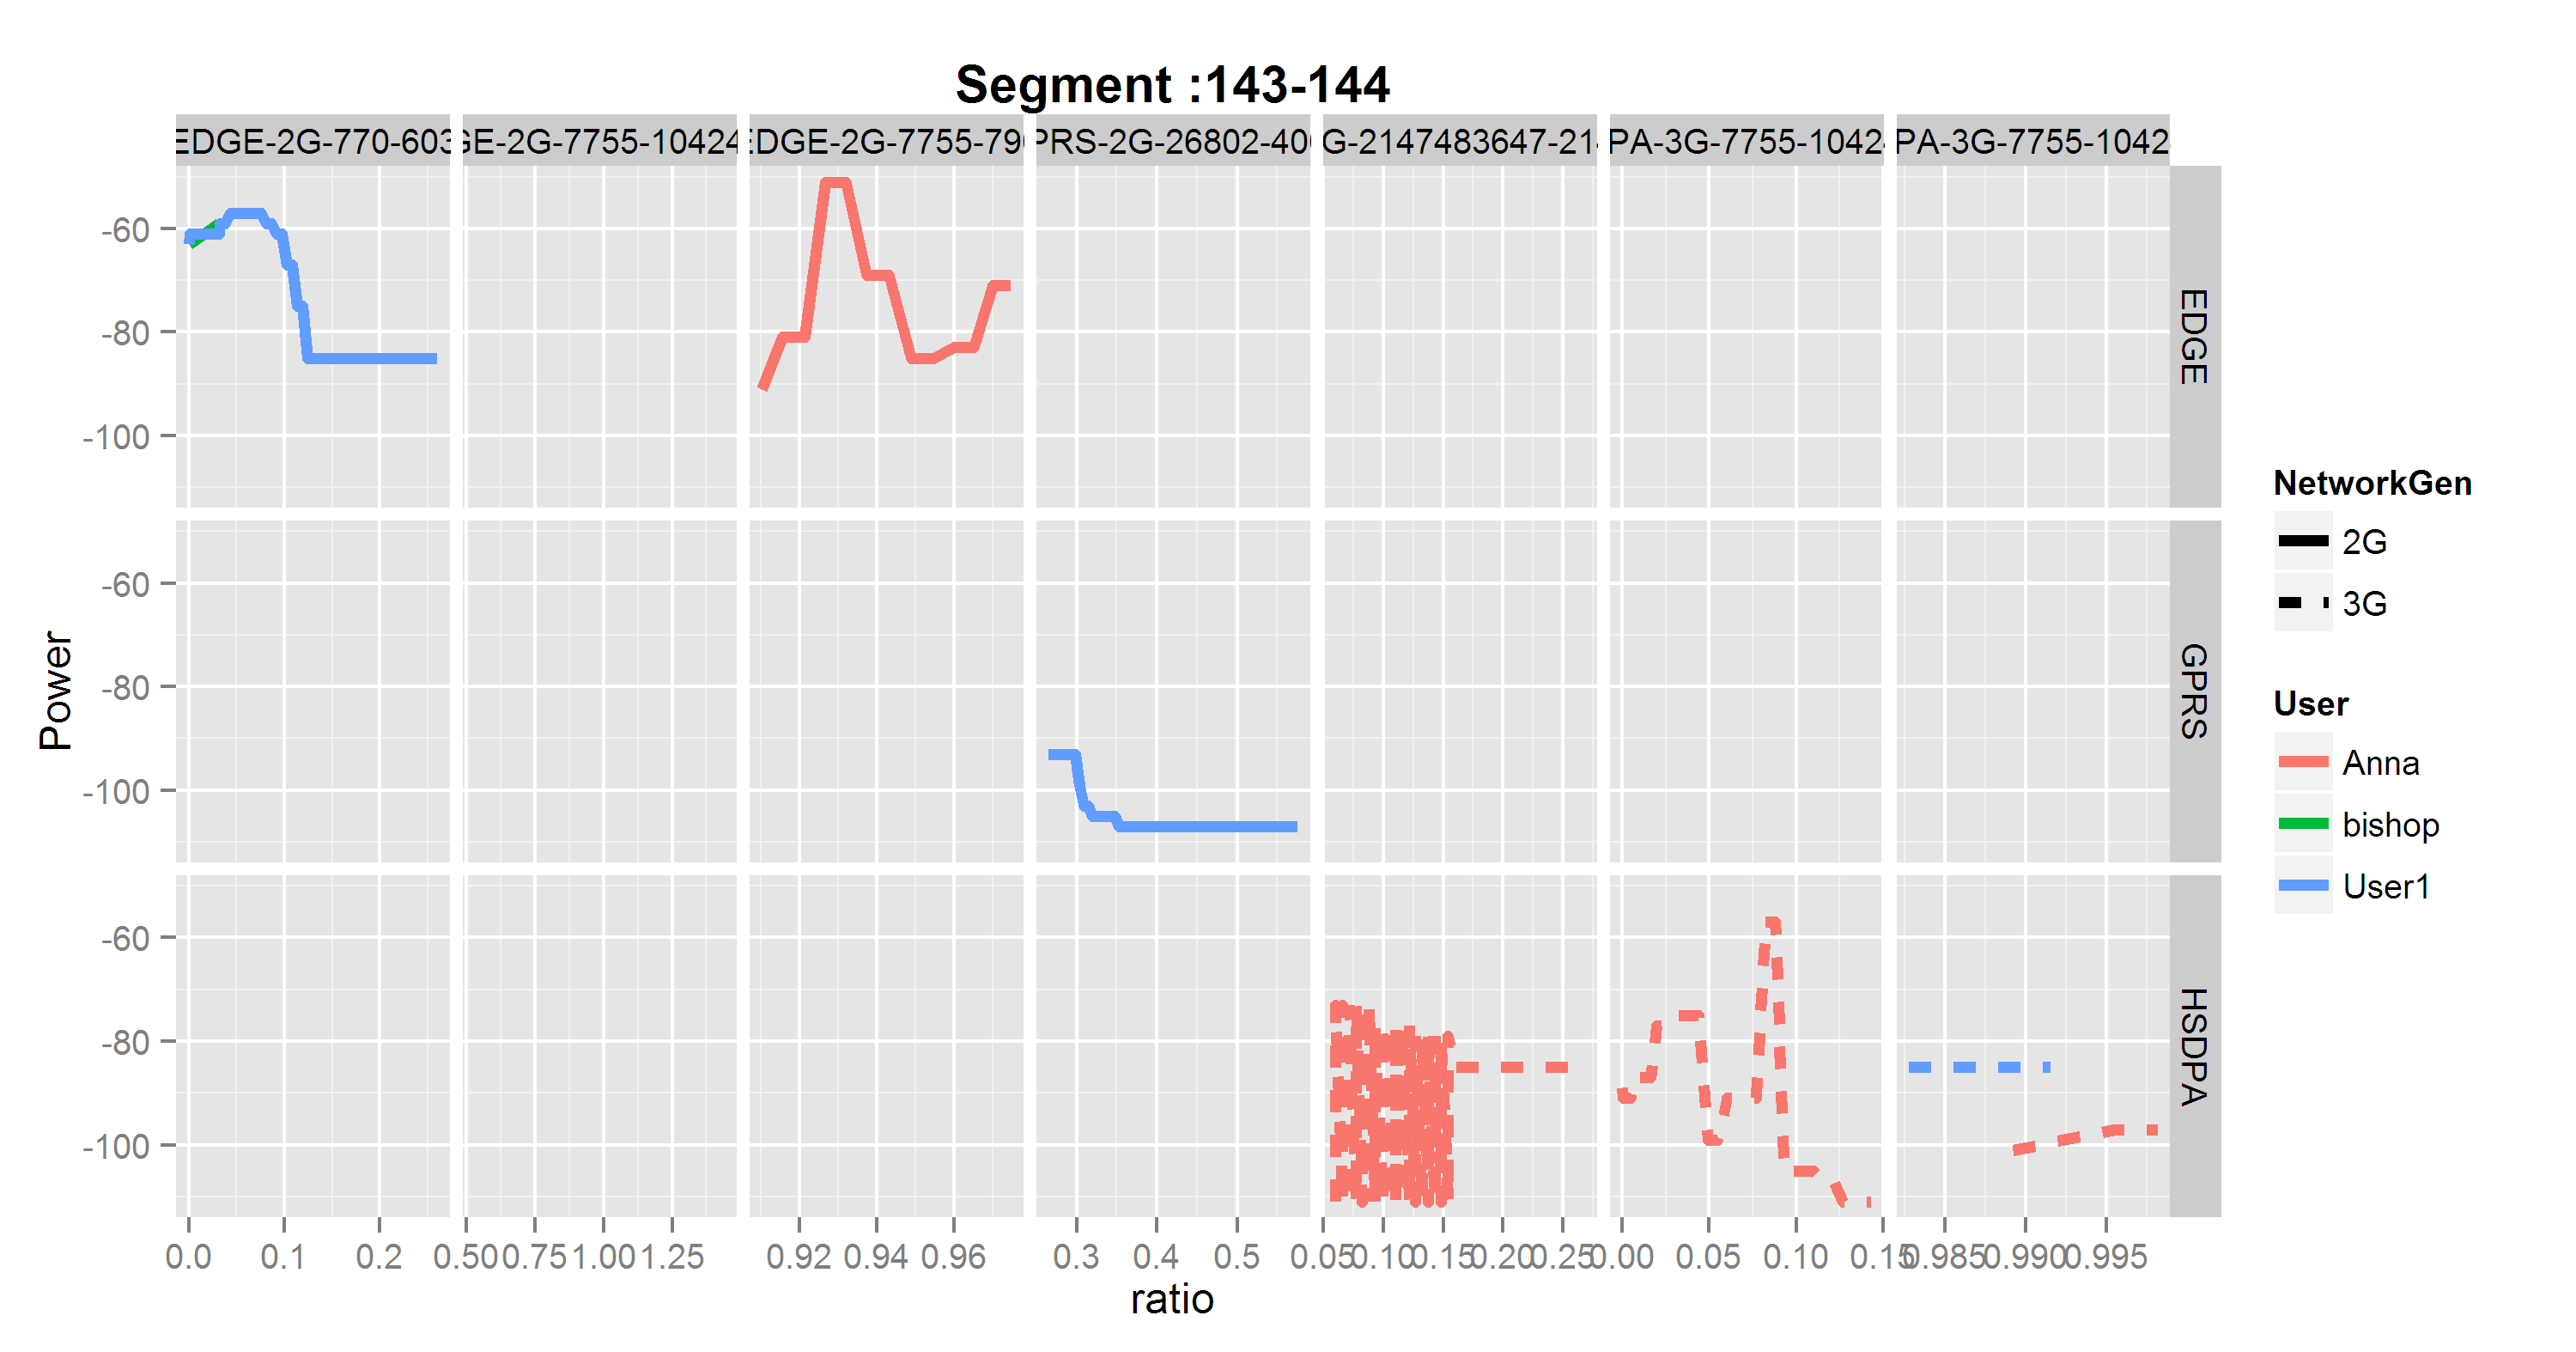 Segment :143-144
EDGE-2G-770-603
GE-2G-7755-10424
EDGE-2G-7755-790
PRS-2G-26802-400
G-2147483647-214
PA-3G-7755-1042
PA-3G-7755-1042
-60
-80
-100
EDGE
-60
-80
-100
GPRS
-60
-80
-100
HSDPA
Power
0.0 0.1 0.2
0.50 0.75 1.00 1.25
0.92 0.94 0.96
0.3 0.4 0.5
0.05 0.10 0.15 0.20 0.25
0.00 0.05 0.10 0.15
0.985 0.990 0.995
ratio
NetworkGen
2G
3G
User
Anna
bishop
User1